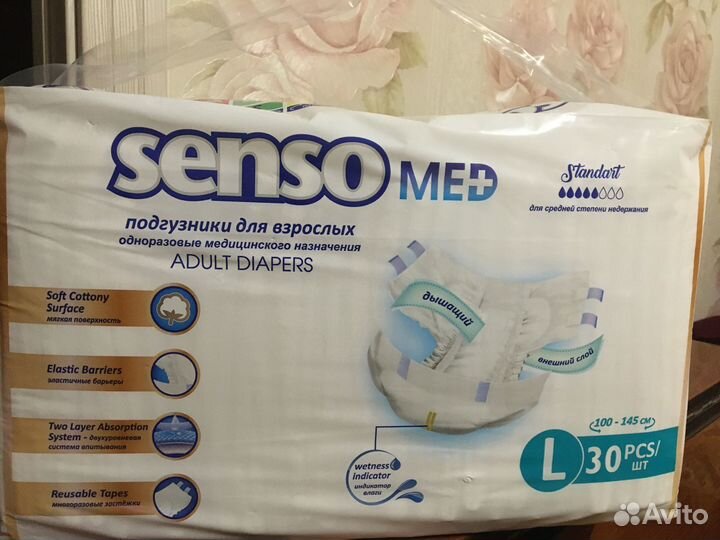 senso MED
Standart
для средней степени недержания
подгузники для взрослых
одноразовые медицинского назначения
ADULT DIAPERS
Soft Cottony
Surface
мягкая поверхность
дышащий
внешний слой
Elastic Barriers
эластичные барьеры
Two Layer Absorption
System – двухуровневая
система впитывания
Reusable Tapes
многоразовые застёжки
wetness
indicator
индикатор
влаги
100 - 145 см
L 30 PCS/
шт
Avito